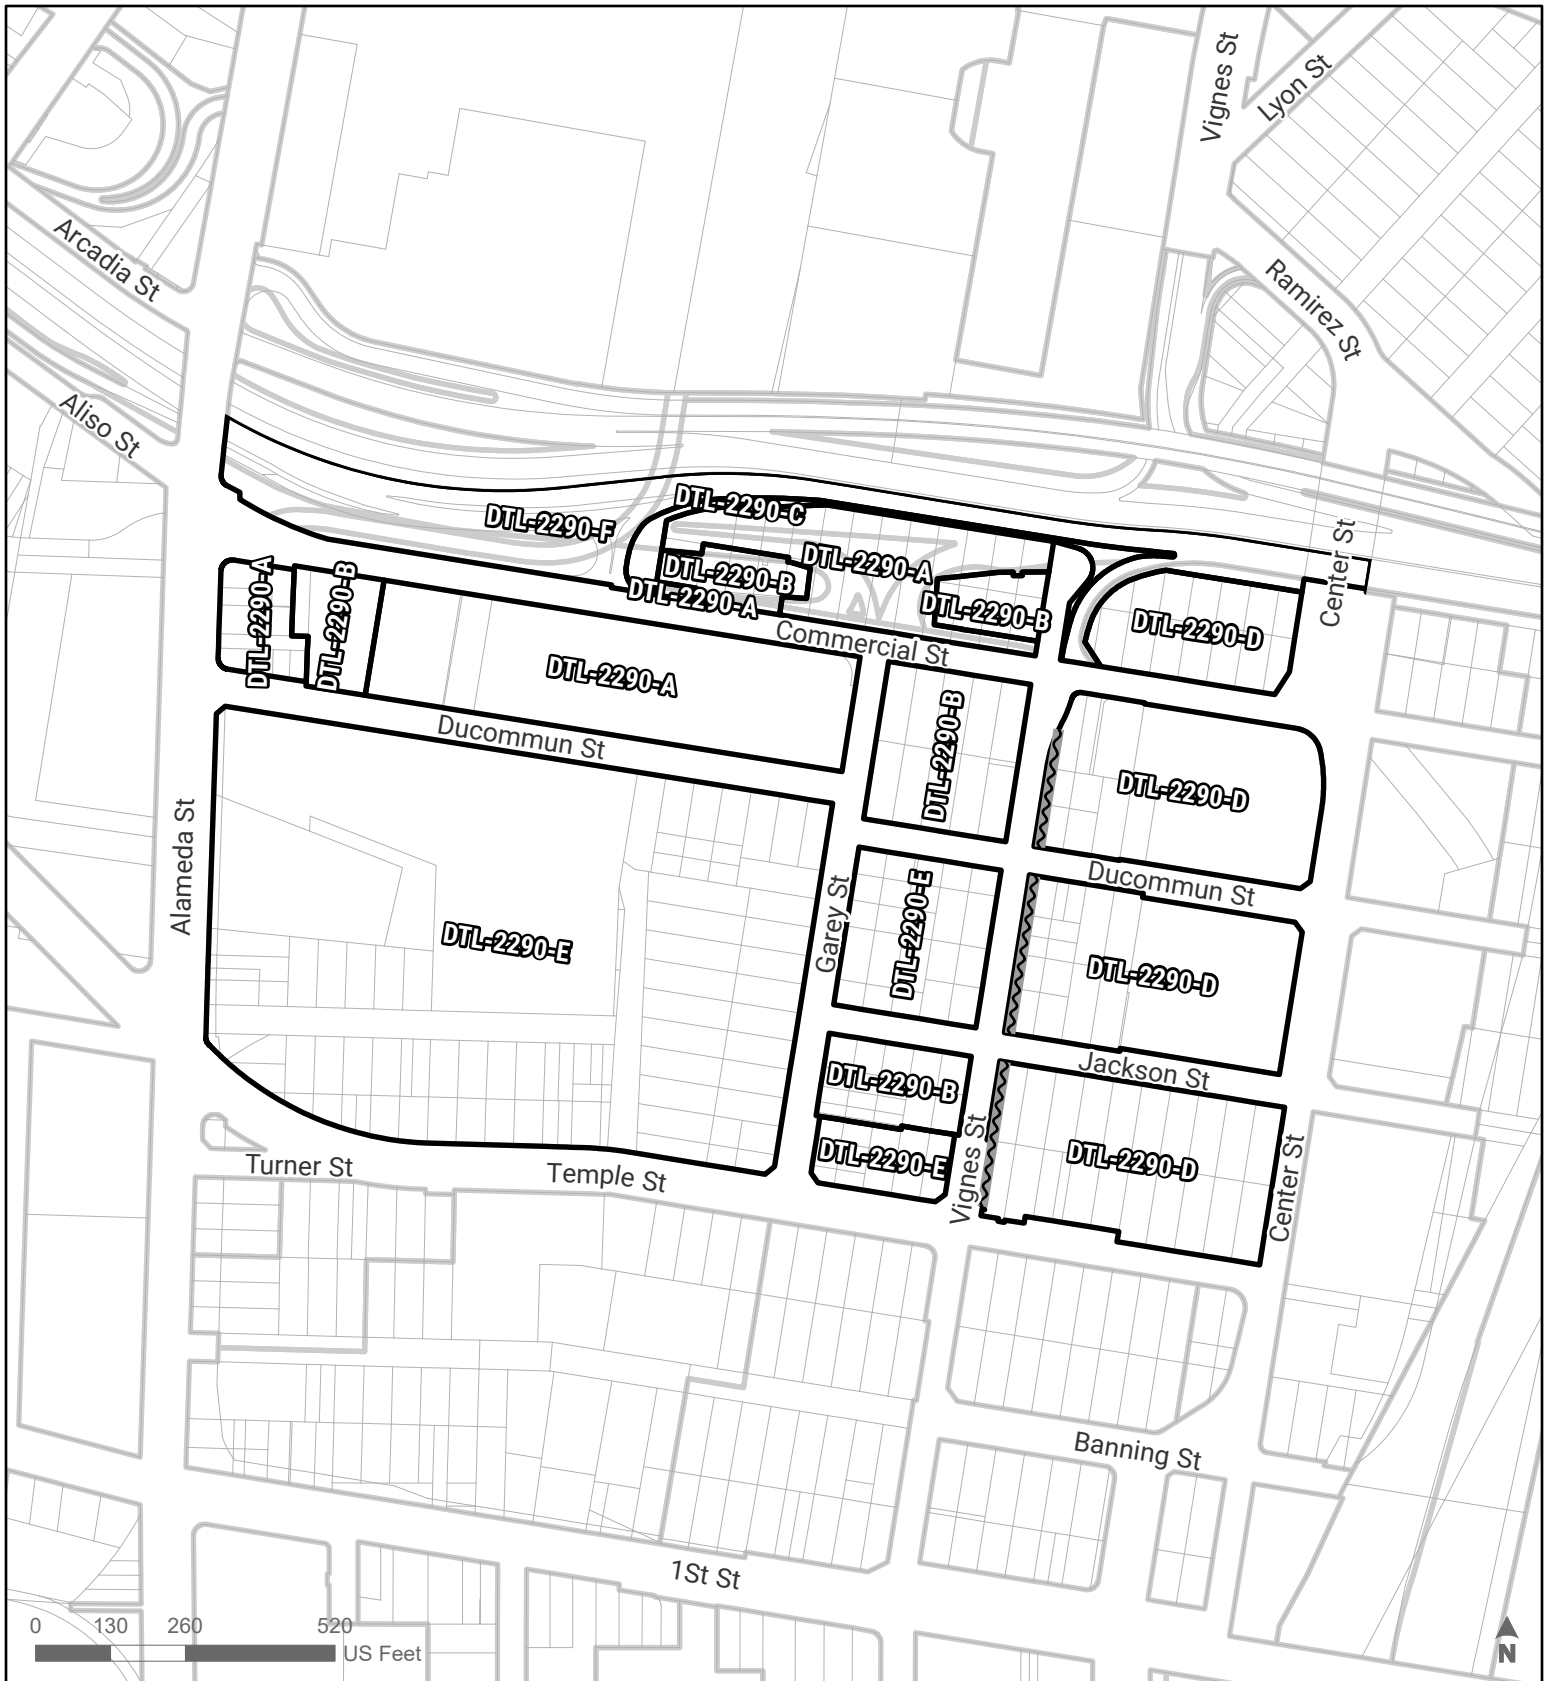 Vignes St
Lyon St
Arcadia St
Ramirez St
Aliso St
DTL-2290-C
DTL-2290-F
Center St
DTL-2290-A
DTL-2290-B
DTL-2290-A
DTL-2290-B
DTL-2290-A
DTL-2290-B
DTL-2290-A
DTL-2290-B
DTL-2290-D
Commercial St
DTL-2290-A
Ducommun St
DTL-2290-B
DTL-2290-D
Alameda St
Ducommun St
Garey St
DTL-2290-E
DTL-2290-E
DTL-2290-D
Jackson St
DTL-2290-B
DTL-2290-E
DTL-2290-D
Vignes St
Center St
Turner St
Temple St
Banning St
1St St
0 130 260 520
US Feet
N